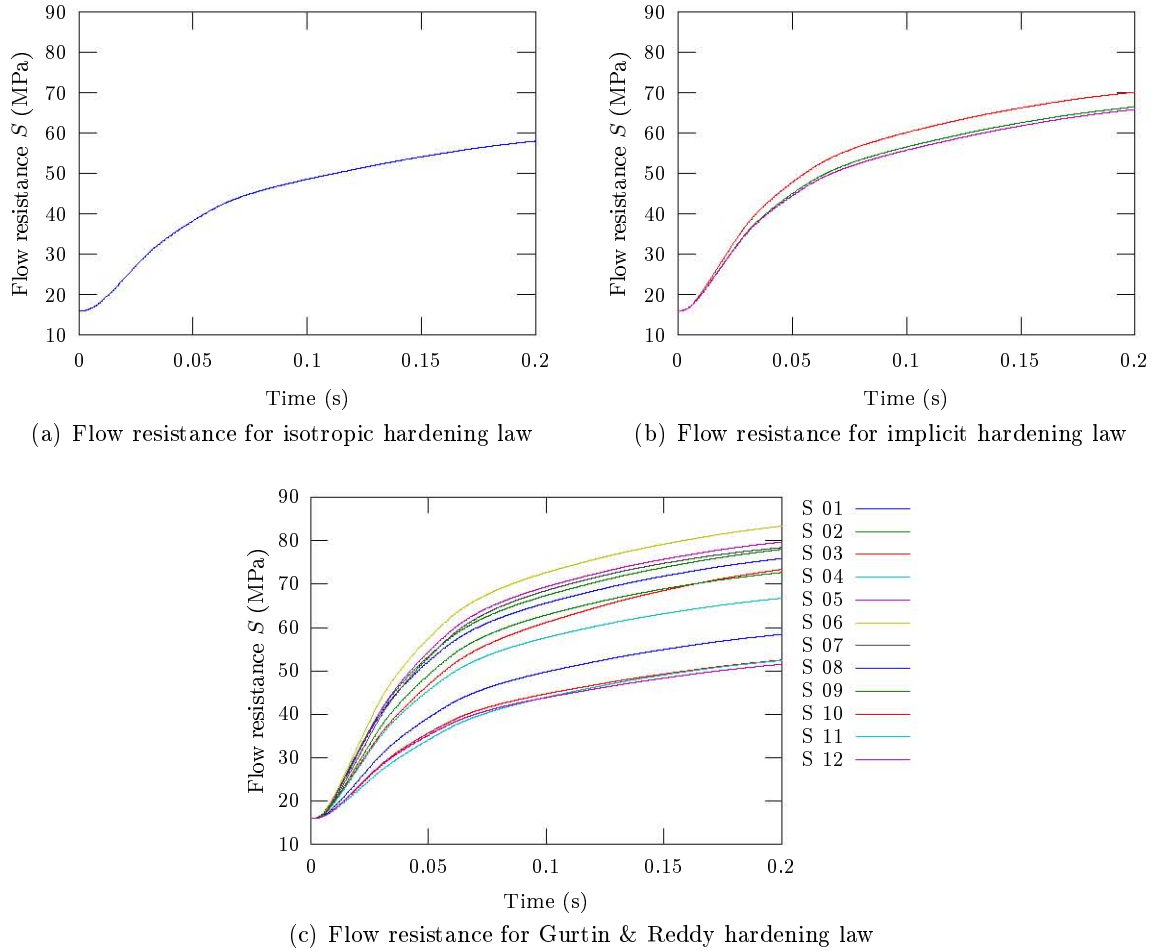 90
80
70
60
50
40
30
20
10
Flow resistance S (MPa)
0 0.05 0.1 0.15 0.2
Time (s)
(a) Flow resistance for isotropic hardening law
90
80
70
60
50
40
30
20
10
Flow resistance S (MPa)
0 0.05 0.1 0.15 0.2
Time (s)
(b) Flow resistance for implicit hardening law
90
80
70
60
50
40
30
20
10
Flow resistance S (MPa)
0 0.05 0.1 0.15 0.2
Time (s)
S 01
S 02
S 03
S 04
S 05
S 06
S 07
S 08
S 09
S 10
S 11
S 12
(c) Flow resistance for Gurtin & Reddy hardening law